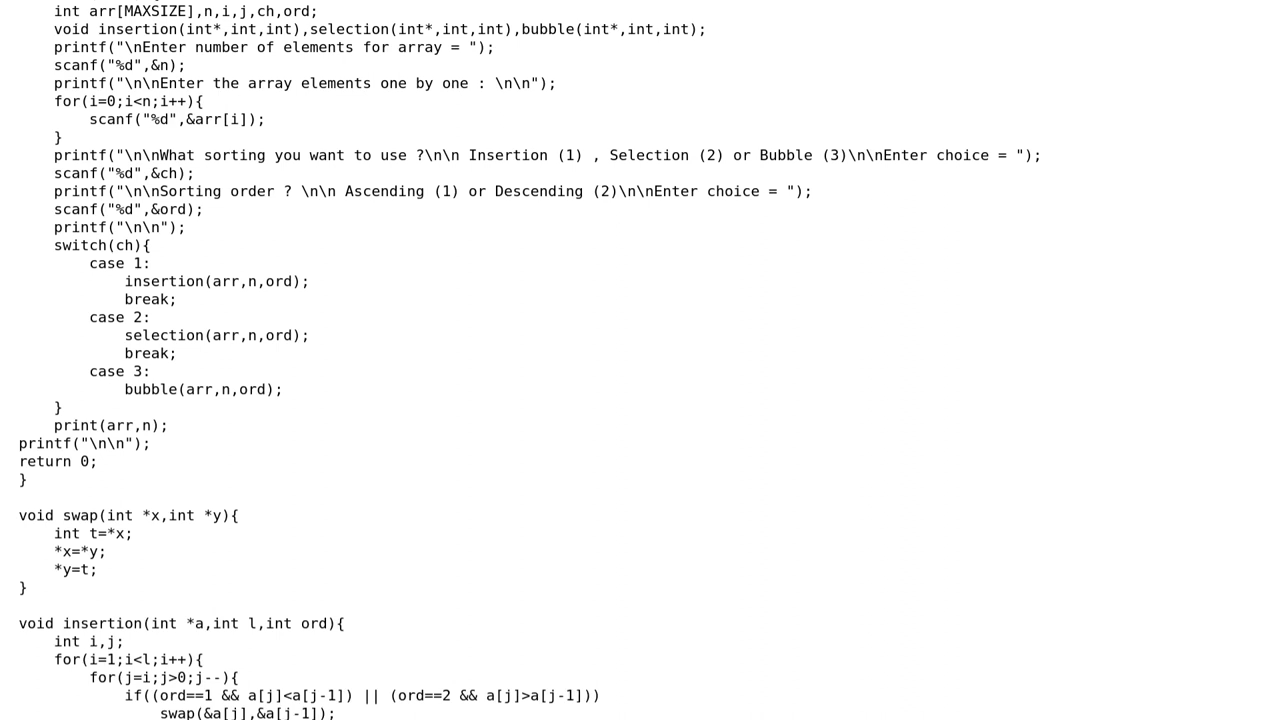 int arr[MAXSIZE],n,i,j,ch,ord;
    void insertion(int*,int,int),selection(int*,int,int),bubble(int*,int,int);
    printf("\nEnter number of elements for array = ");
    scanf("%d",&n);
    printf("\n\nEnter the array elements one by one : \n\n");
    for(i=0;i<n;i++){
        scanf("%d",&arr[i]);
    }
    printf("\n\nWhat sorting you want to use ?\n\n Insertion (1) , Selection (2) or Bubble (3)\n\nEnter choice = ");
    scanf("%d",&ch);
    printf("\n\nSorting order ? \n\n Ascending (1) or Descending (2)\n\nEnter choice = ");
    scanf("%d",&ord);
    printf("\n\n");
    switch(ch){
        case 1:
            insertion(arr,n,ord);
            break;
        case 2:
            selection(arr,n,ord);
            break;
        case 3:
            bubble(arr,n,ord);
    }
    print(arr,n);
printf("\n\n");
return 0;
}

void swap(int *x,int *y){
    int t=*x;
    *x=*y;
    *y=t;
}

void insertion(int *a,int l,int ord){
    int i,j;
    for(i=1;i<l;i++){
        for(j=i;j>0;j--){
            if((ord==1 && a[j]<a[j-1]) || (ord==2 && a[j]>a[j-1]))
                swap(&a[j],&a[j-1]);